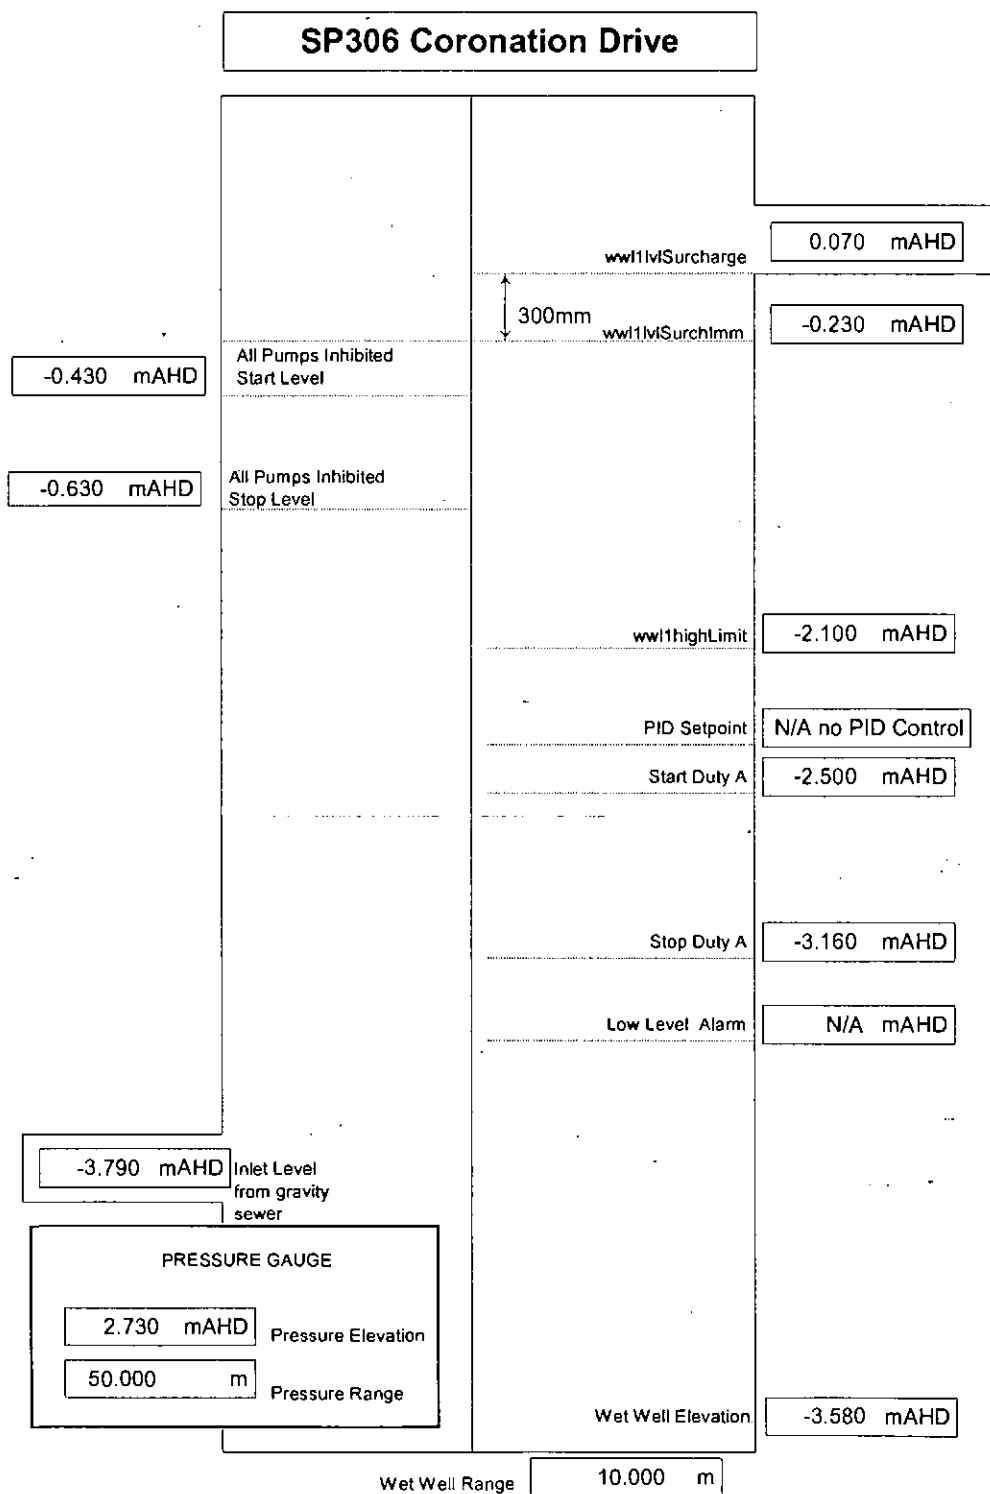 SP306 Coronation Drive
wwl1lvlSurcharge
0.070 mAHD
300mm
wwl1lvlSurchImm
-0.230 mAHD
-0.430 mAHD
All Pumps Inhibited
Start Level
-0.630 mAHD
All Pumps Inhibited
Stop Level
wwl1highLimit
-2.100 mAHD
PID Setpoint
N/A no PID Control
Start Duty A
-2.500 mAHD
Stop Duty A
-3.160 mAHD
Low Level Alarm
N/A mAHD
-3.790 mAHD
Inlet Level
from gravity
sewer
PRESSURE GAUGE
2.730 mAHD
Pressure Elevation
50.000 m
Pressure Range
Wet Well Elevation
-3.580 mAHD
Wet Well Range
10.000 m